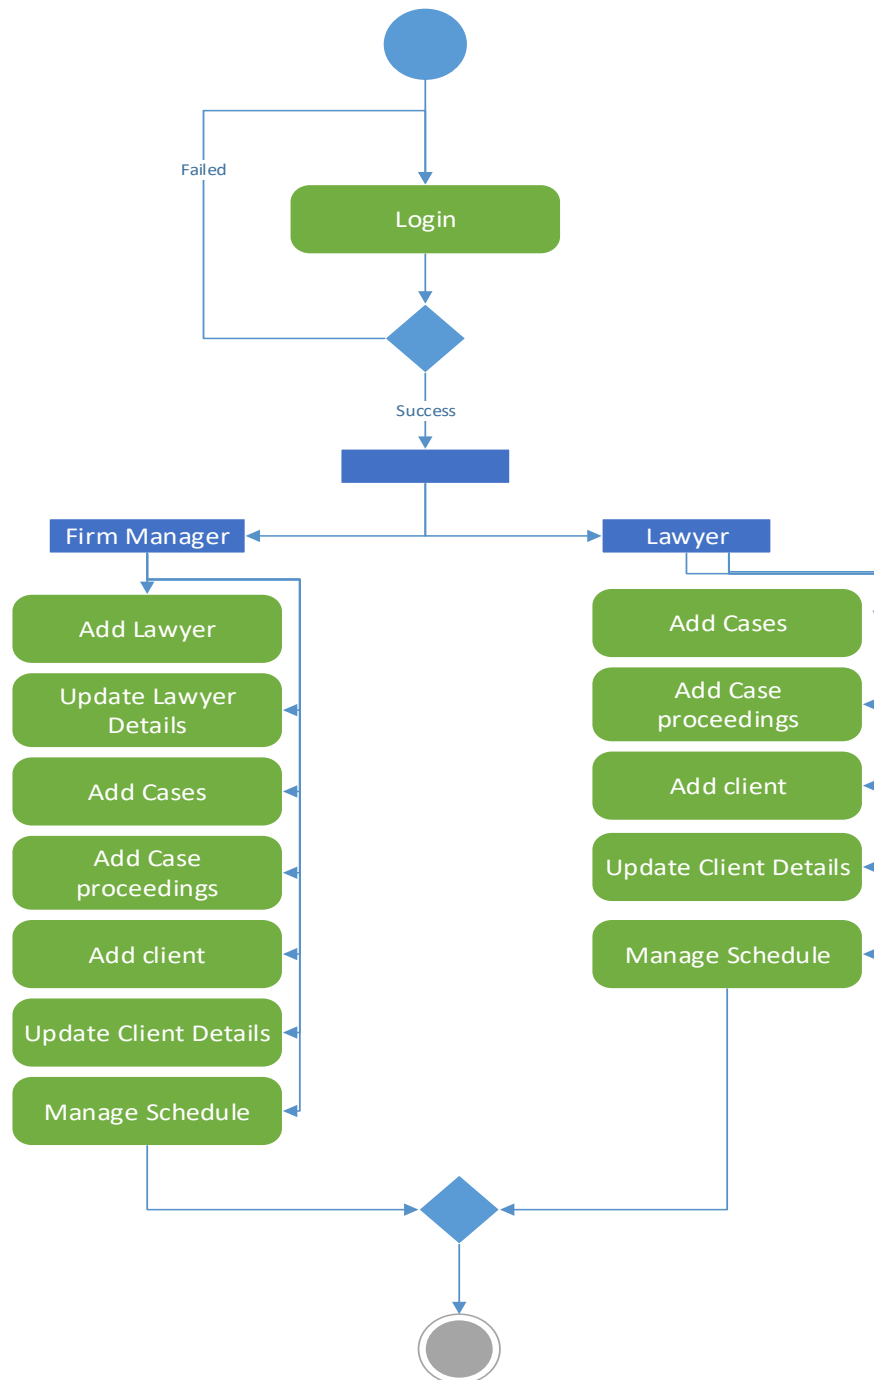 Failed
Login
Success
Firm Manager
Lawyer
Add Lawyer
Update Lawyer
Details
Add Cases
Add Case
proceedings
Add client
Update Client Details
Manage Schedule
Add Cases
Add Case
proceedings
Add client
Update Client Details
Manage Schedule